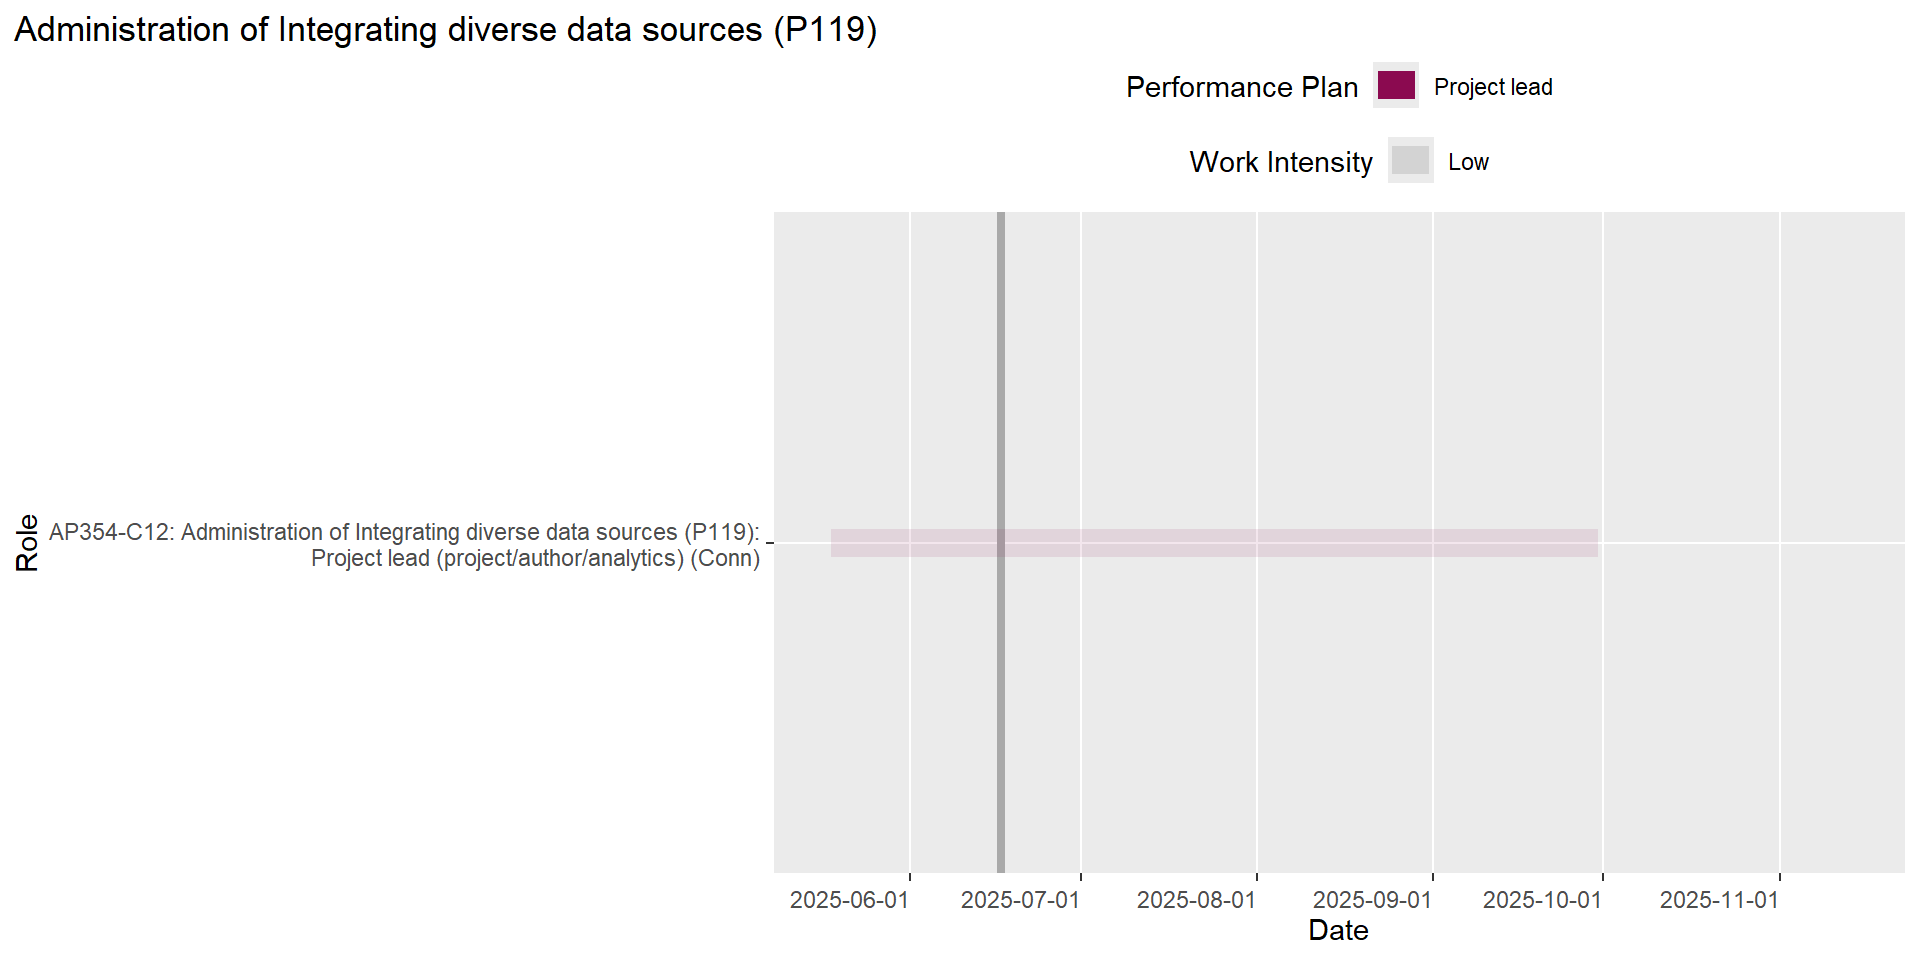 Administration of Integrating diverse data sources (P119)
Performance Plan
Project lead
Work Intensity
Low
Role
AP354-C12: Administration of Integrating diverse data sources (P119):
Project lead (project/author/analytics) (Conn)
2025-06-01
2025-07-01
2025-08-01
2025-09-01
2025-10-01
2025-11-01
Date